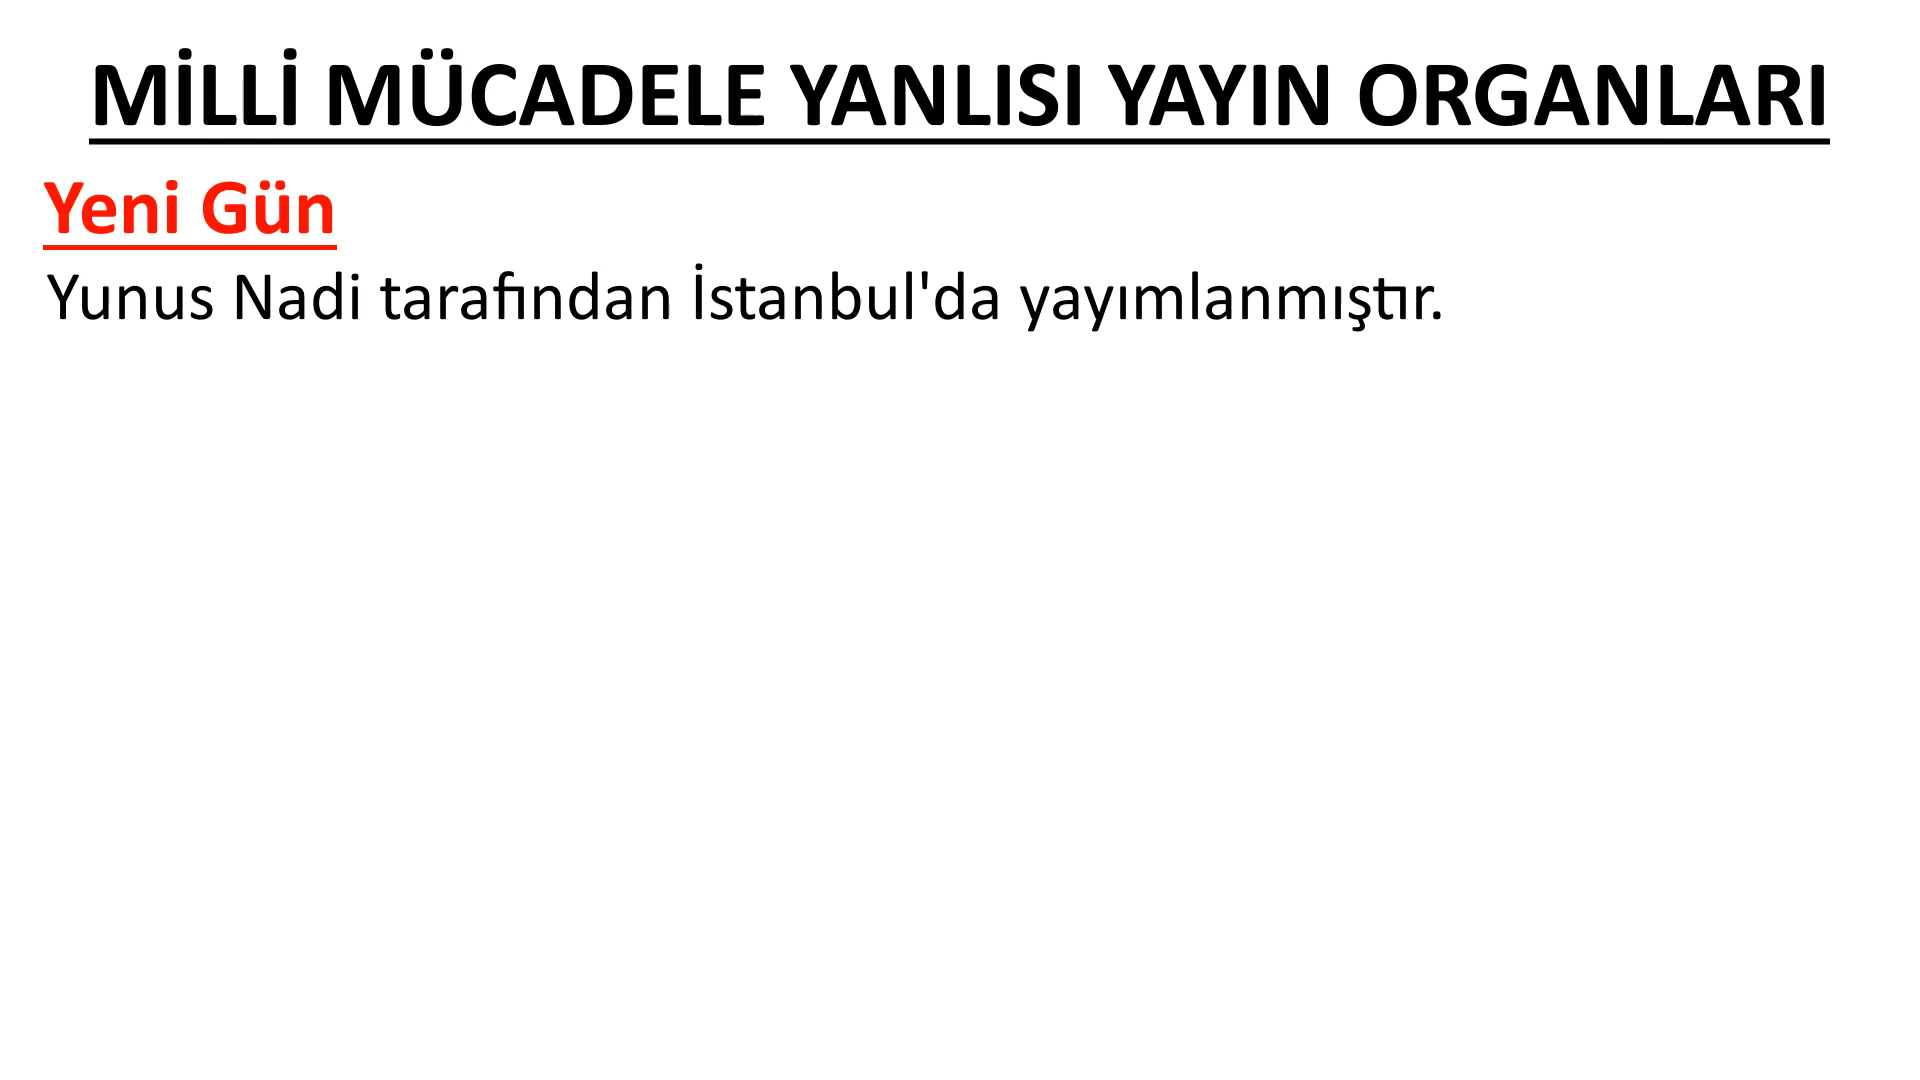 MİLLİ MÜCADELE YANLISI YAYIN ORGANLARI
Yeni Gün
Yunus Nadi tarafından İstanbul'da yayımlanmıştır.